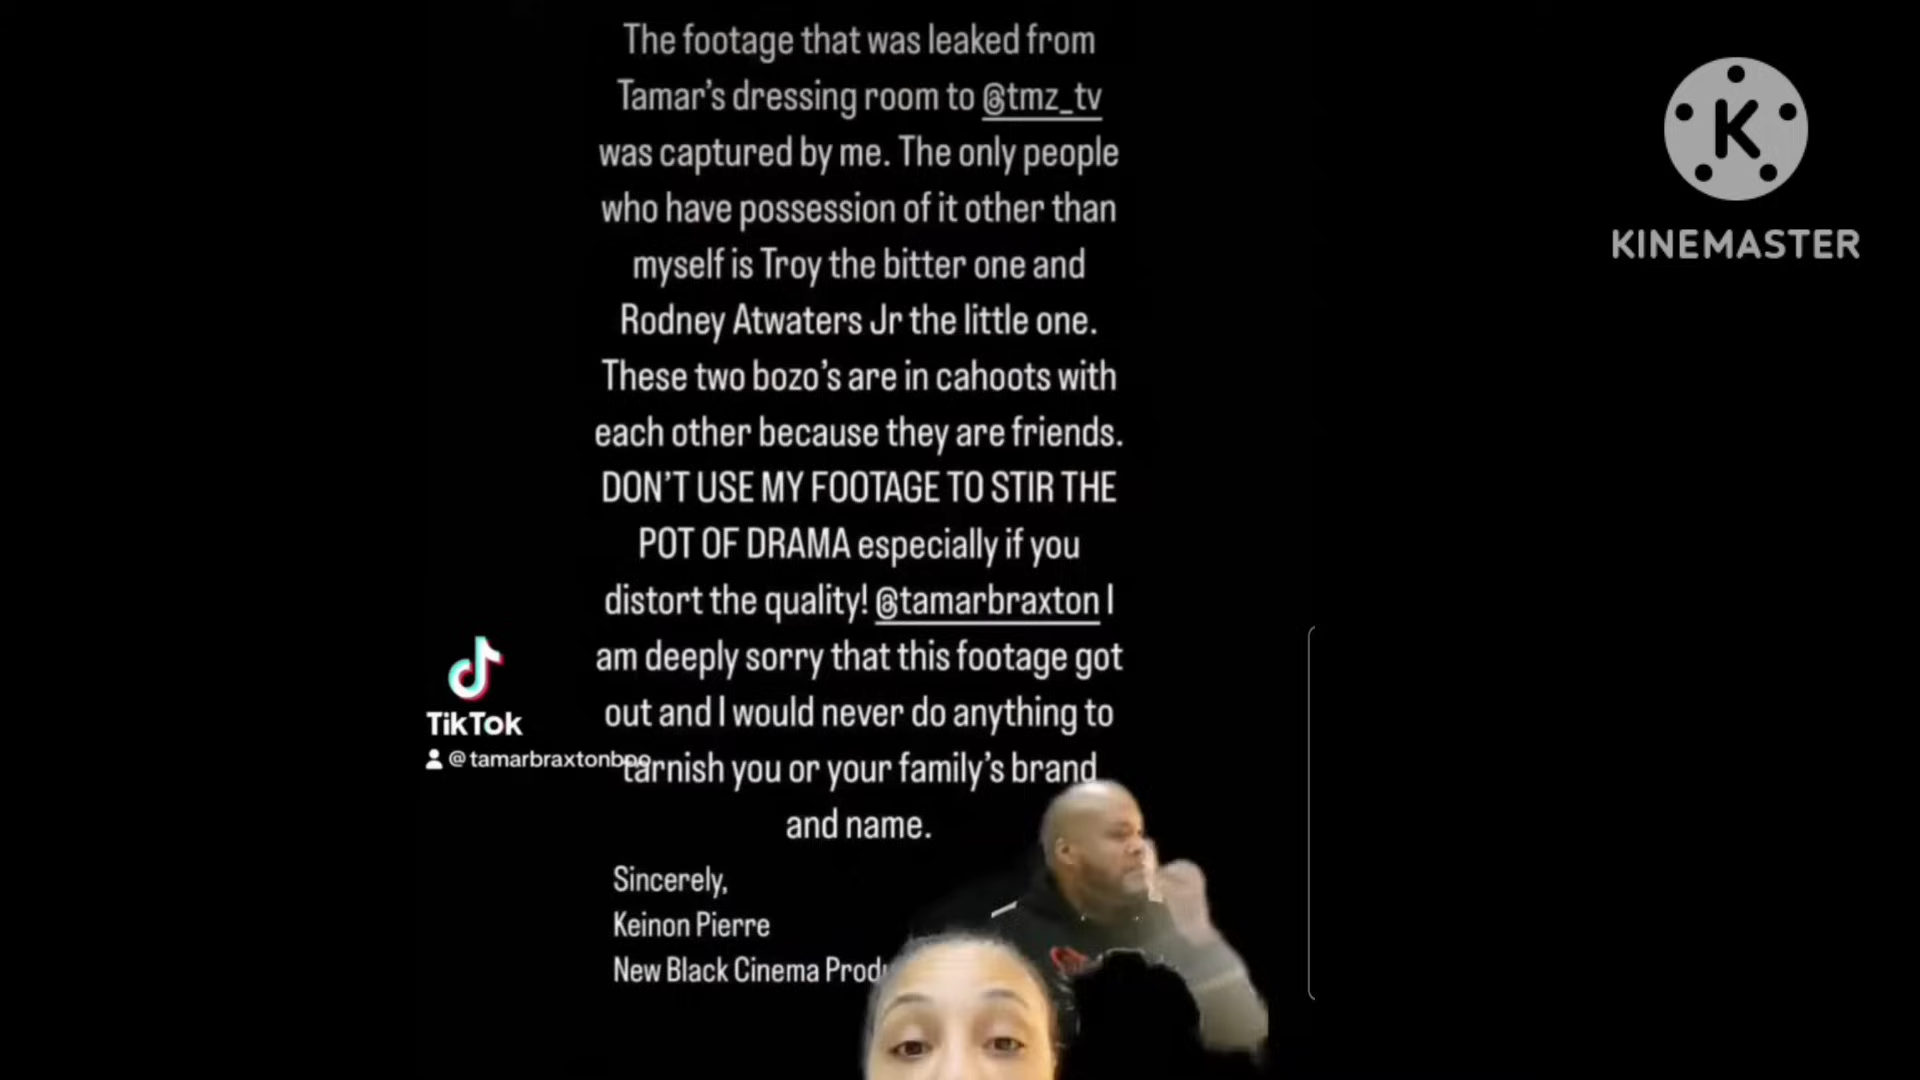 The footage that was leaked from
Tamar's dressing room to @tmz_tv
was captured by me. The only people
who have possession of it other than
myself is Troy the bitter one and
Rodney Atwaters Jr the little one.
These two bozo's are in cahoots with
each other because they are friends.
DON'T USE MY FOOTAGE TO STIR THE
POT OF DRAMA especially if you
distort the quality! @tamarbraxton I
am deeply sorry that this footage got
out and I would never do anything to
tarnish you or your family's brand
and name.
Sincerely,
Keinon Pierre
New Black Cinema
TikTok
K
KINEMASTER